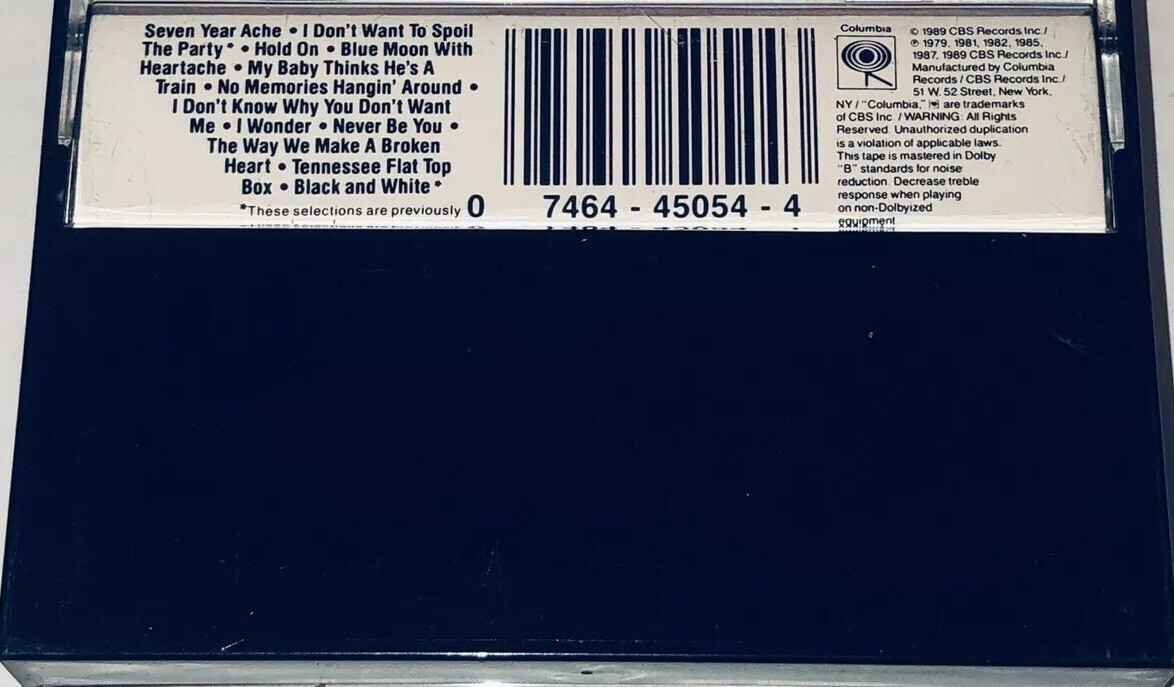 Seven Year Ache • I Don't Want To Spoil
The Party* • Hold On • Blue Moon With
Heartache • My Baby Thinks He's A
Train • No Memories Hangin' Around •
I Don't Know Why You Don't Want
Me • I Wonder • Never Be You •
The Way We Make A Broken
Heart • Tennessee Flat Top
Box • Black and White*
*These selections are previously
0 7464 - 45054 - 4
Columbia
© 1989 CBS Records Inc./
℗ 1979, 1981, 1982, 1985,
1987, 1989 CBS Records Inc./
Manufactured by Columbia
Records / CBS Records Inc./
51 W. 52 Street, New York,
NY / "Columbia," are trademarks
of CBS Inc. / WARNING: All Rights
Reserved. Unauthorized duplication
is a violation of applicable laws.
This tape is mastered in Dolby
"B" standards for noise
reduction. Decrease treble
response when playing
on non-Dolbyized
equipment